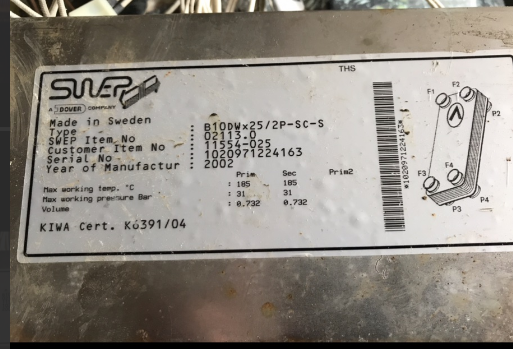 THS
SWEP
A DOVER COMPANY
Made in Sweden
Type : B10DWx25/2P-SC-S
SWEP Item No : 02113.0
Customer Item No : 11554-025
Serial No : 1020971224163
Year of Manufactur : 2002
Prim Sec Prim2
Max working temp. °C : 185 185
Max working pressure Bar : 31 31
Volume : 0.732 0.732
KIWA Cert. K6391/04
*1020971224163*
F1 F2
P2
F3 F4
P3 P4